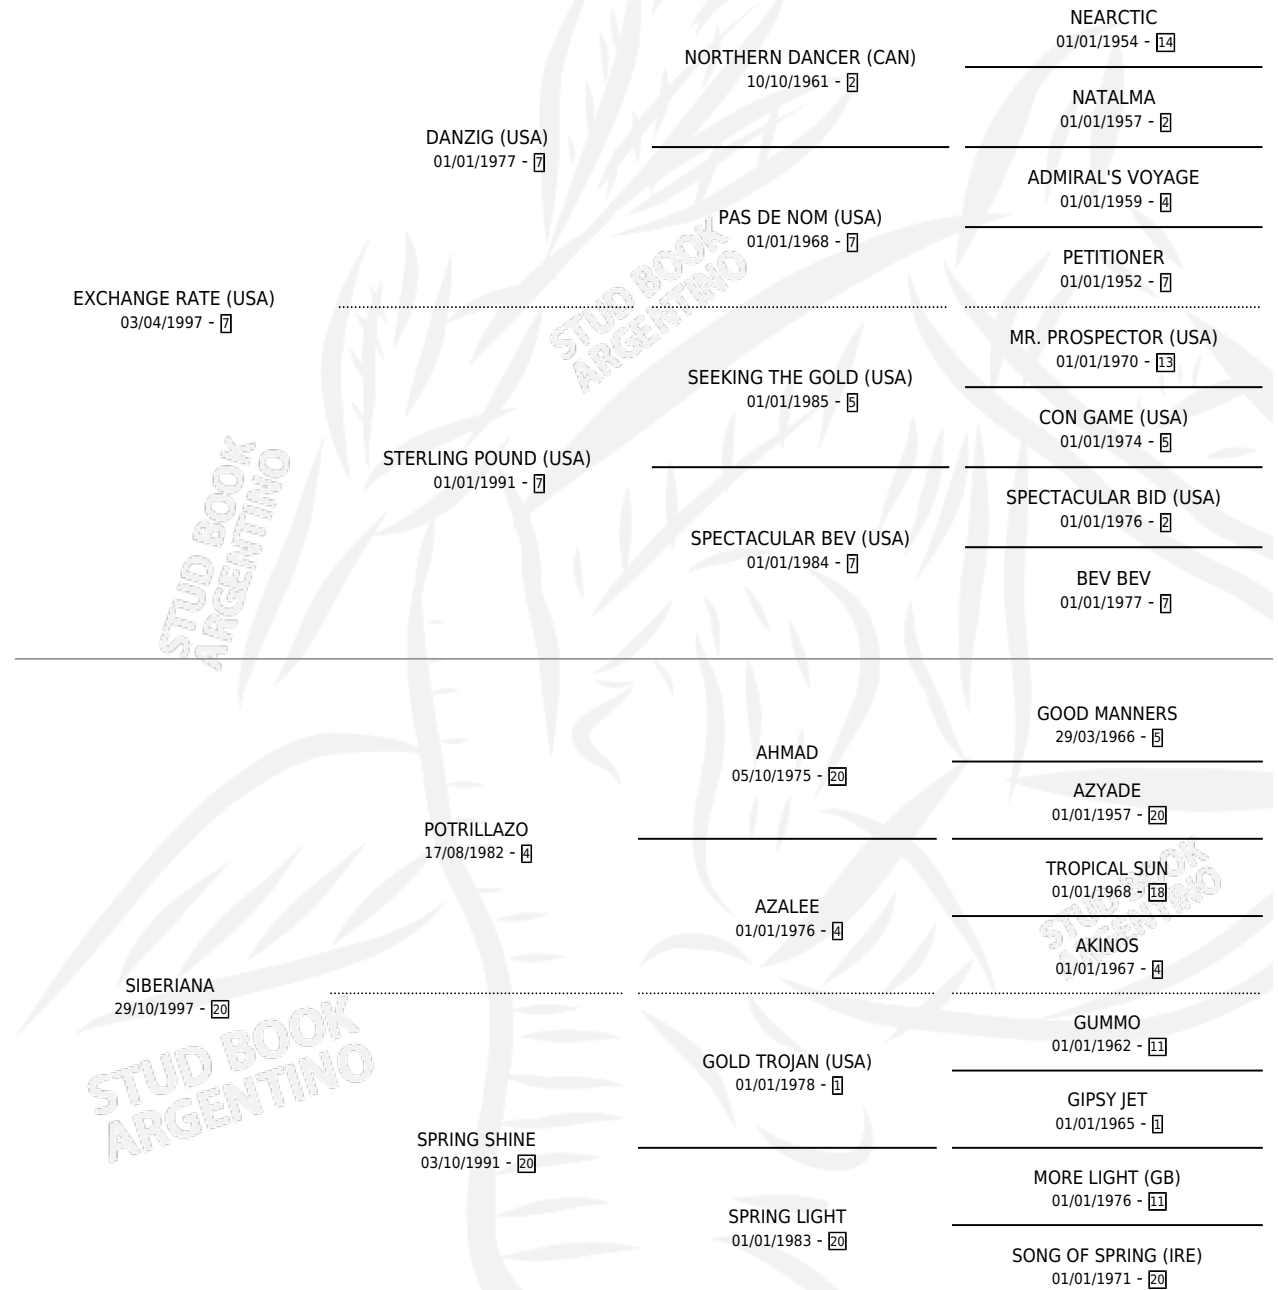 NEARCTIC
01/01/1954 - 14
NORTHERN DANCER (CAN)
10/10/1961 - 2
NATALMA
01/01/1957 - 2
DANZIG (USA)
01/01/1977 - 7
ADMIRAL'S VOYAGE
01/01/1959 - 4
PAS DE NOM (USA)
01/01/1968 - 7
PETITIONER
01/01/1952 - 7
EXCHANGE RATE (USA)
03/04/1997 - 7
STUD BOOK
ARGENTINO
MR. PROSPECTOR (USA)
01/01/1970 - 13
SEEKING THE GOLD (USA)
01/01/1985 - 5
CON GAME (USA)
01/01/1974 - 5
STERLING POUND (USA)
01/01/1991 - 7
SPECTACULAR BID (USA)
01/01/1976 - 2
SPECTACULAR BEV (USA)
01/01/1984 - 7
BEV BEV
01/01/1977 - 7
STUD BOOK
ARGENTINO
GOOD MANNERS
29/03/1966 - 5
AHMAD
05/10/1975 - 20
AZYADE
01/01/1957 - 20
POTRILLAZO
17/08/1982 - 4
TROPICAL SUN
01/01/1968 - 18
AZALEE
01/01/1976 - 4
AKINOS
01/01/1967 - 4
STUD BOOK
ARGENTINO
SIBERIANA
29/10/1997 - 20
GUMMO
01/01/1962 - 11
GOLD TROJAN (USA)
01/01/1978 - 1
GIPSY JET
01/01/1965 - 1
STUD BOOK
ARGENTINO
SPRING SHINE
03/10/1991 - 20
MORE LIGHT (GB)
01/01/1976 - 11
SPRING LIGHT
01/01/1983 - 20
SONG OF SPRING (IRE)
01/01/1971 - 20